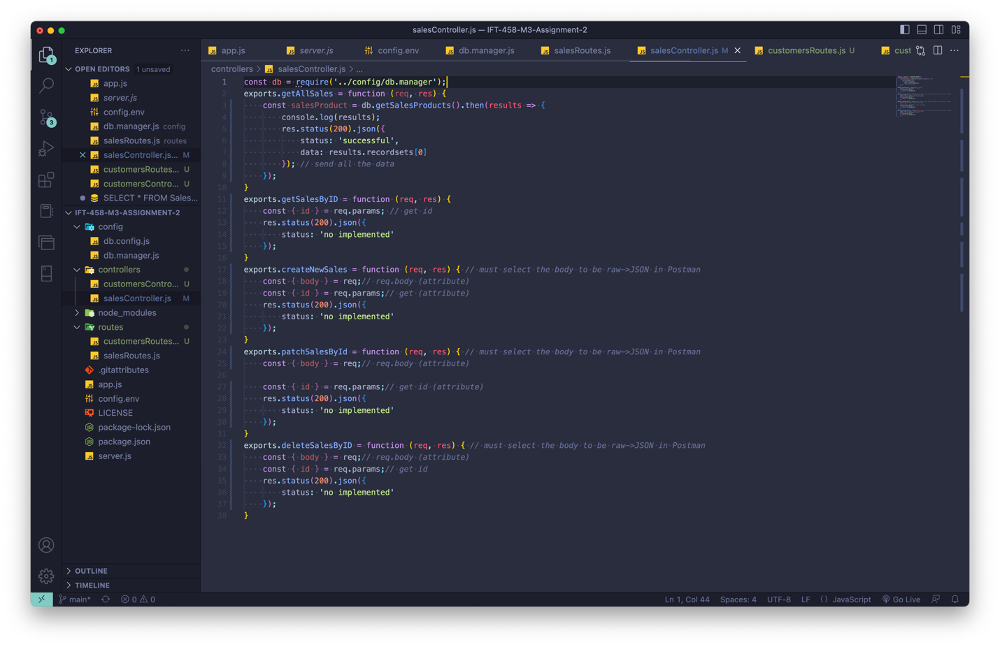 salesController.js — IFT-458-M3-Assignment-2
EXPLORER
app.js
server.js
config.env
db.manager.js
salesRoutes.js
salesController.js M
customersRoutes.js U
cust
OPEN EDITORS 1 unsaved
app.js
server.js
config.env
db.manager.js config
salesRoutes.js routes
salesController.js... M
customersRoutes... U
customersContro... U
SELECT * FROM Sales...
IFT-458-M3-ASSIGNMENT-2
config
db.config.js
db.manager.js
controllers
customersContro... U
salesController.js M
node_modules
routes
customersRoutes... U
salesRoutes.js
.gitattributes
app.js
config.env
LICENSE
package-lock.json
package.json
server.js
OUTLINE
TIMELINE
controllers > salesController.js > ...
1 const db = require('../config/db.manager');
2 exports.getAllSales = function (req, res) {
3 const salesProduct = db.getSalesProducts().then(results => {
4 console.log(results);
5 res.status(200).json({
6 status: 'successful',
7 data: results.recordsets[0]
8 }); // send all the data
9 });
10 }
11 exports.getSalesByID = function (req, res) {
12 const { id } = req.params; // get id
13 res.status(200).json({
14 status: 'no implemented'
15 });
16 }
17 exports.createNewSales = function (req, res) { // must select the body to be raw->JSON in Postman
18 const { body } = req;// req.body (attribute)
19 const { id } = req.params;// get (attribute)
20 res.status(200).json({
21 status: 'no implemented'
22 });
23 }
24 exports.patchSalesById = function (req, res) { // must select the body to be raw->JSON in Postman
25 const { body } = req;// req.body (attribute)
26
27 const { id } = req.params;// get id (attribute)
28 res.status(200).json({
29 status: 'no implemented'
30 });
31 }
32 exports.deleteSalesByID = function (req, res) { // must select the body to be raw->JSON in Postman
33 const { body } = req;// req.body (attribute)
34 const { id } = req.params;// get id
35 res.status(200).json({
36 status: 'no implemented'
37 });
38 }
1
3
main*
0
0
Ln 1, Col 44
Spaces: 4
UTF-8
LF
{} JavaScript
Go Live